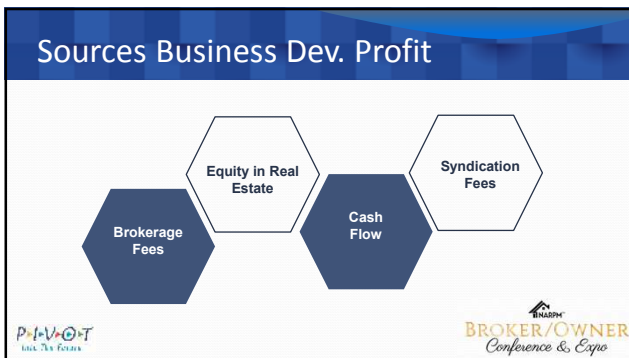 Sources Business Dev. Profit
Equity in Real
Estate
Syndication
Fees
Brokerage
Fees
Cash
Flow
PIVOT
NARPM
BROKER/OWNER
Conference & Expo